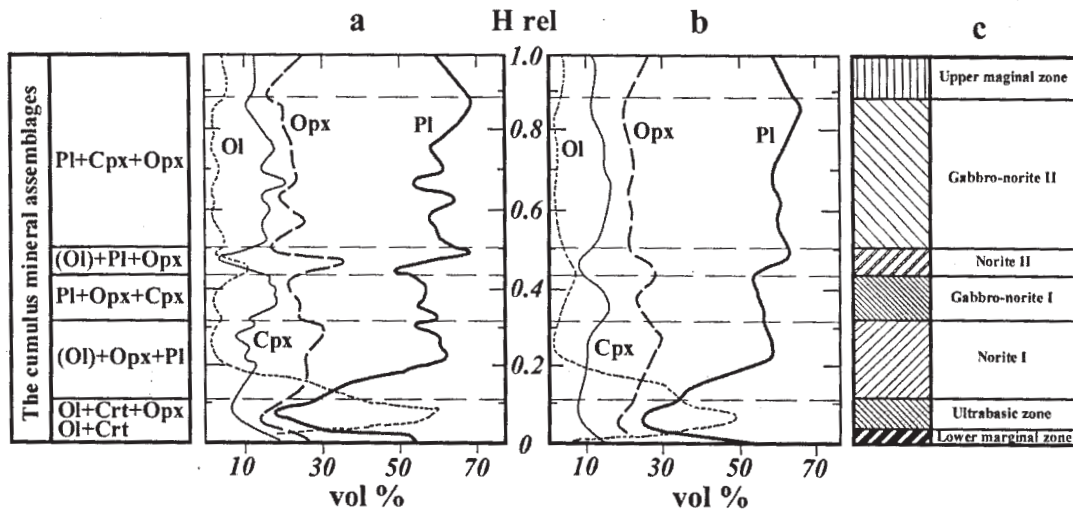 a
H rel
b
c
The cumulus mineral assemblages
Pl+Cpx+Opx
(Ol)+Pl+Opx
Pl+Opx+Cpx
(Ol)+Opx+Pl
Ol+Crt+Opx
Ol+Crt
Ol
Opx
Pl
Cpx
10
30
50
70
vol %
1.0
0.8
0.6
0.4
0.2
0
Ol
Opx
Pl
Cpx
10
30
50
70
vol %
Upper maginal zone
Gabbro-norite II
Norite II
Gabbro-norite I
Norite I
Ultrabasic zone
Lower marginal zone